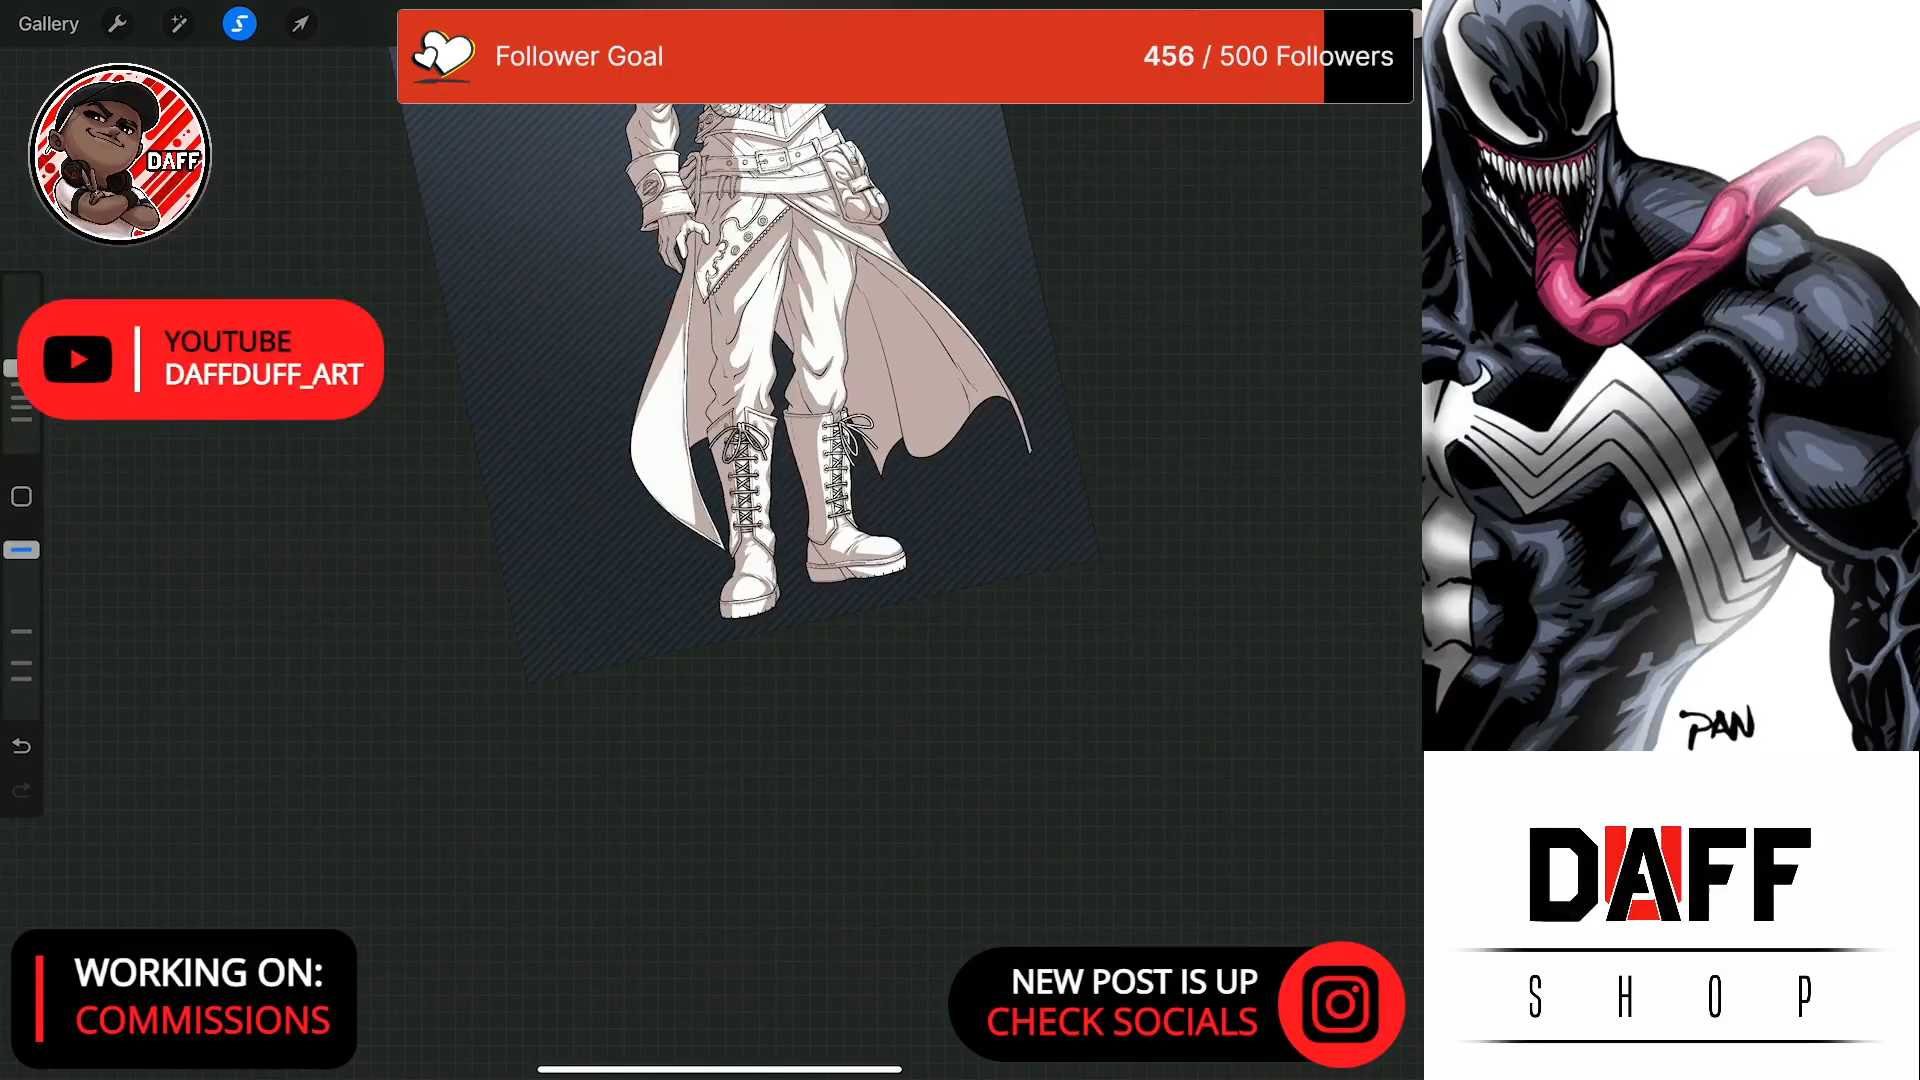 Gallery
Follower Goal
456 / 500 Followers
DAFF
YOUTUBE
DAFFDUFF_ART
PAN
DAFF
SHOP
WORKING ON:
COMMISSIONS
NEW POST IS UP
CHECK SOCIALS